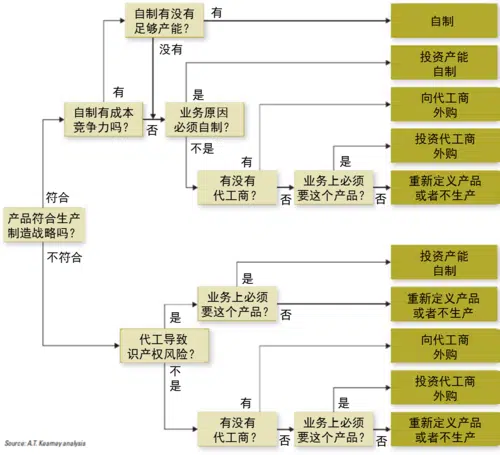 自制有没有
足够产能？
有
自制
没有
投资产能
自制
有
是
自制有成本
竞争力吗？
否
业务原因
必须自制？
向代工商
外购
不是
有
是
投资代工商
外购
符合
有没有
代工商？
否
业务上必须
要这个产品？
否
重新定义产品
或者不生产
产品符合生产
制造战略吗？
不符合
投资产能
自制
是
是
业务上必须
要这个产品？
否
重新定义产品
或者不生产
代工导致
识产权风险？
向代工商
外购
不
是
有
是
投资代工商
外购
有没有
代工商？
否
业务上必须
要这个产品？
否
重新定义产品
或者不生产
Source: A.T. Kearney analysis